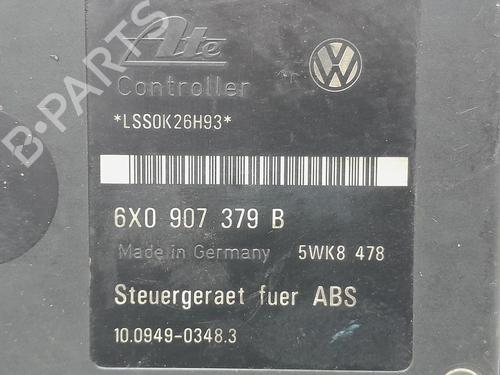 Ate
Controller
*LSS0K26H93*
6X0 907 379 B
Made in Germany 5WK8 478
Steuergeraet fuer ABS
10.0949-0348.3
B-PARTS